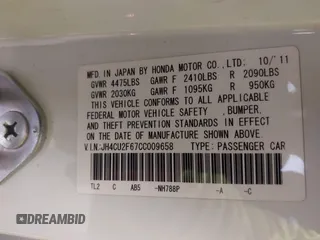 MFD. IN JAPAN BY HONDA MOTOR CO., LTD. 10/'11
GVWR 4475LBS GAWR F 2410LBS R 2090LBS
GVWR 2030KG GAWR F 1095KG R 950KG
THIS VEHICLE CONFORMS TO ALL APPLICABLE
FEDERAL MOTOR VEHICLE SAFETY , BUMPER,
AND THEFT PREVENTION STANDARDS IN EFFECT ON
THE DATE OF MANUFACTURE SHOWN ABOVE.
V.I.N.:JH4CU2F67CC009658 TYPE: PASSENGER CAR
TL2 C AB5 -NH788P -A -C
DREAMBID